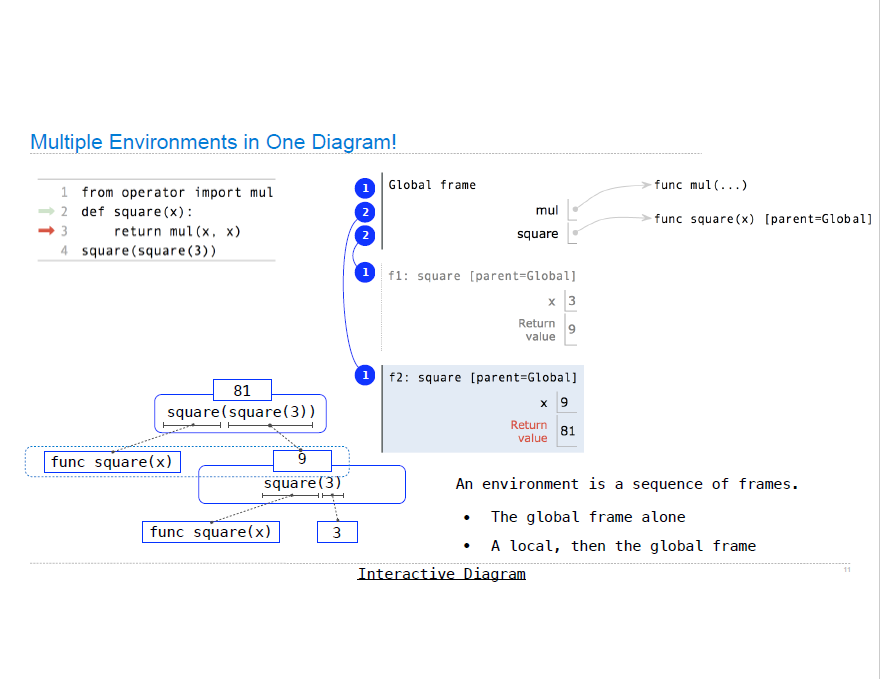 Multiple Environments in One Diagram!
1 from operator import mul
2 def square(x):
3 return mul(x, x)
4 square(square(3))
1 Global frame
func mul(...)
2 mul
func square(x) [parent=Global]
2 square
1 f1: square [parent=Global]
x 3
Return
value 9
1 f2: square [parent=Global]
x 9
Return
value 81
81
square(square(3))
func square(x)
9
square(3)
func square(x)
3
An environment is a sequence of frames.
• The global frame alone
• A local, then the global frame
Interactive Diagram
11